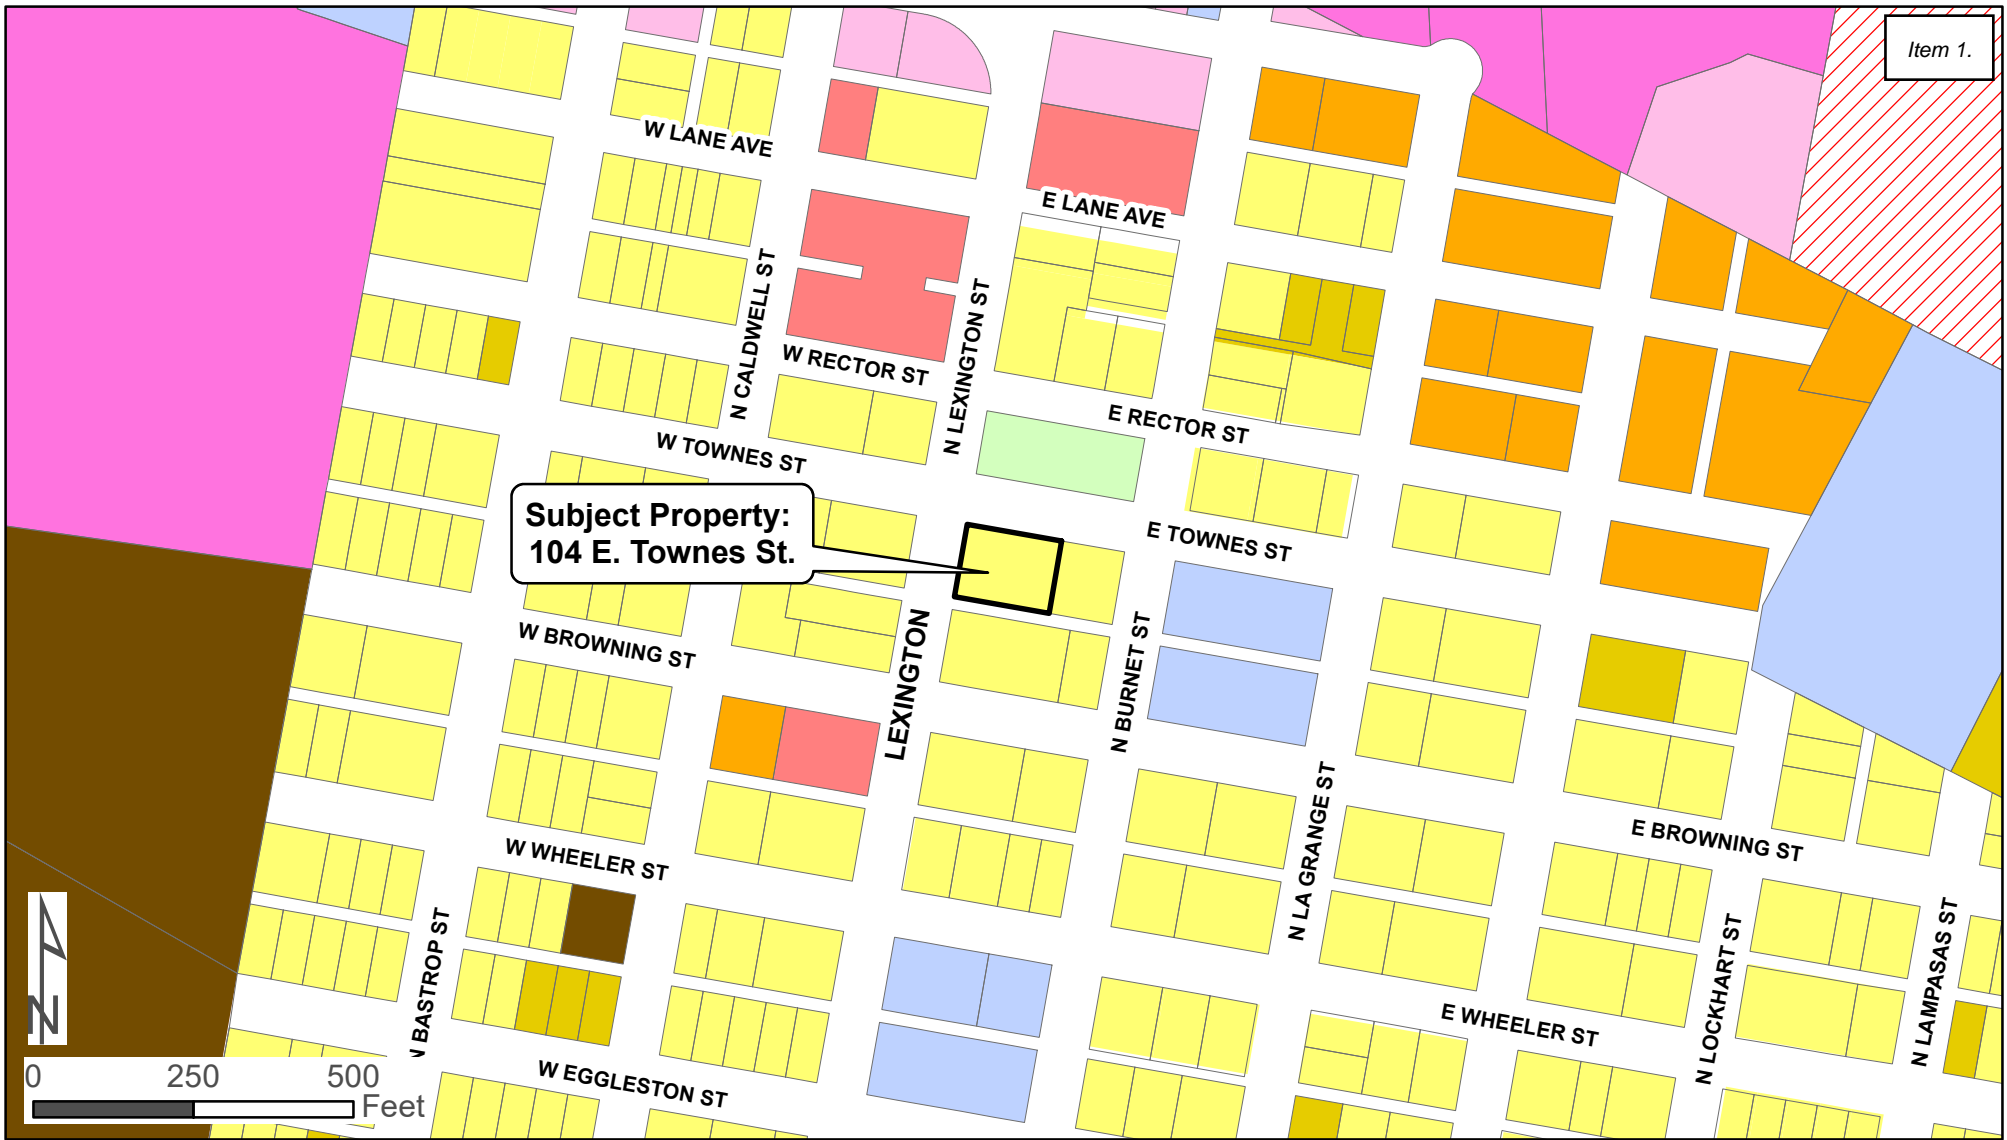 Item 1.
W LANE AVE
E LANE AVE
N CALDWELL ST
N LEXINGTON ST
W RECTOR ST
E RECTOR ST
W TOWNES ST
Subject Property:
104 E. Townes St.
E TOWNES ST
W BROWNING ST
LEXINGTON
N BURNET ST
N LA GRANGE ST
E BROWNING ST
W WHEELER ST
N BASTROP ST
N LOCKHART ST
N LAMPASAS ST
E WHEELER ST
W EGGLESTON ST
N
0 250 500
Feet